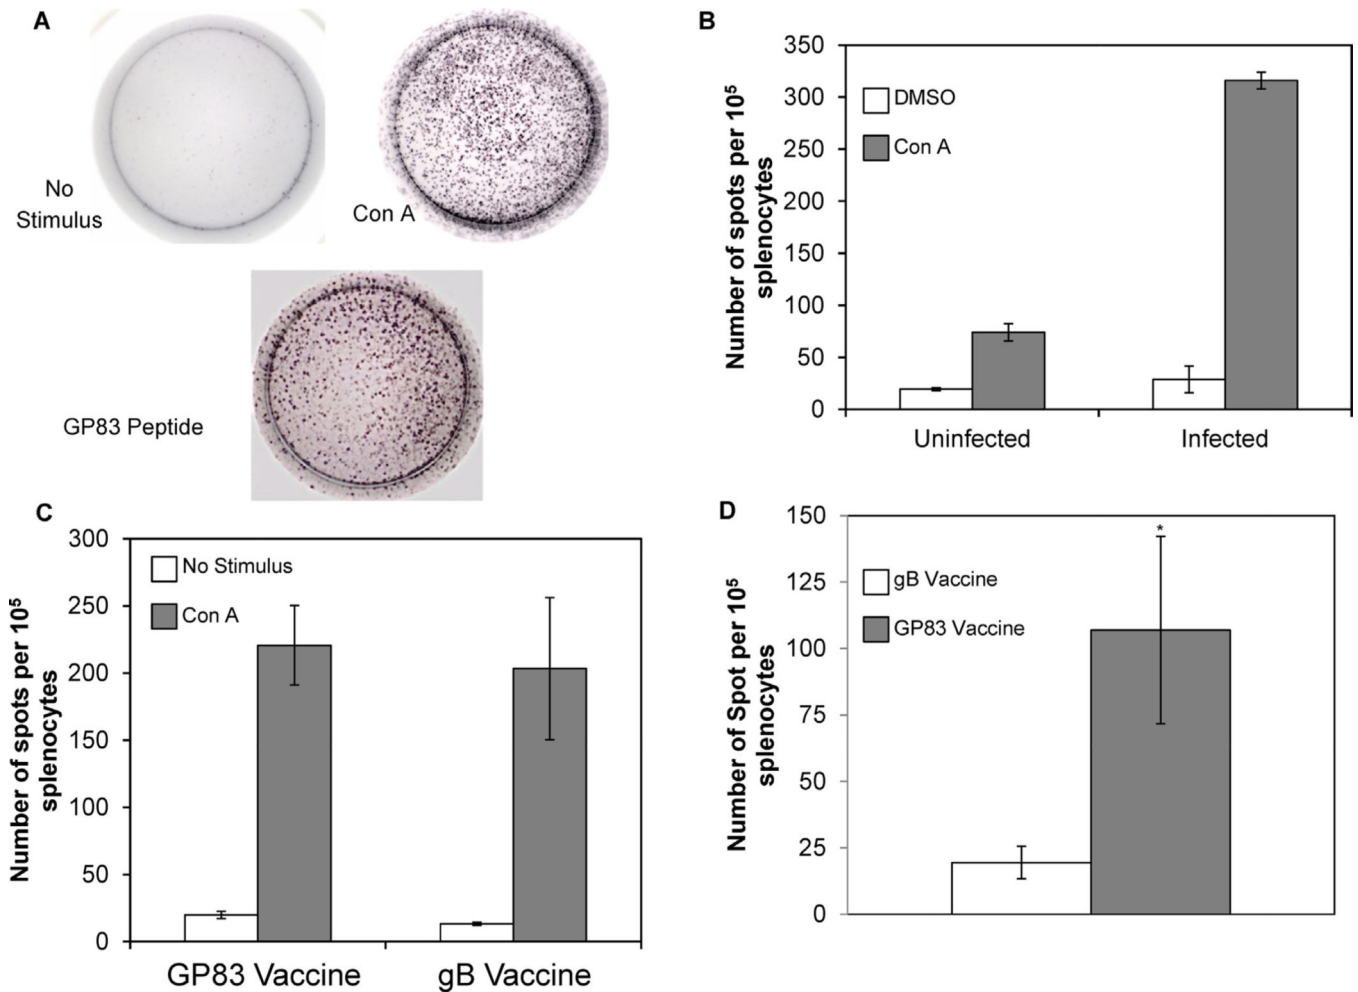 A
No
Stimulus
Con A
GP83 Peptide
B
350
300
250
200
150
100
50
0
Number of spots per 10⁵
splenocytes
DMSO
Con A
Uninfected
Infected
C
300
250
200
150
100
50
0
Number of spots per 10⁵
splenocytes
No Stimulus
Con A
GP83 Vaccine
gB Vaccine
D
150
125
100
75
50
25
0
Number of Spot per 10⁵
splenocytes
gB Vaccine
GP83 Vaccine
*